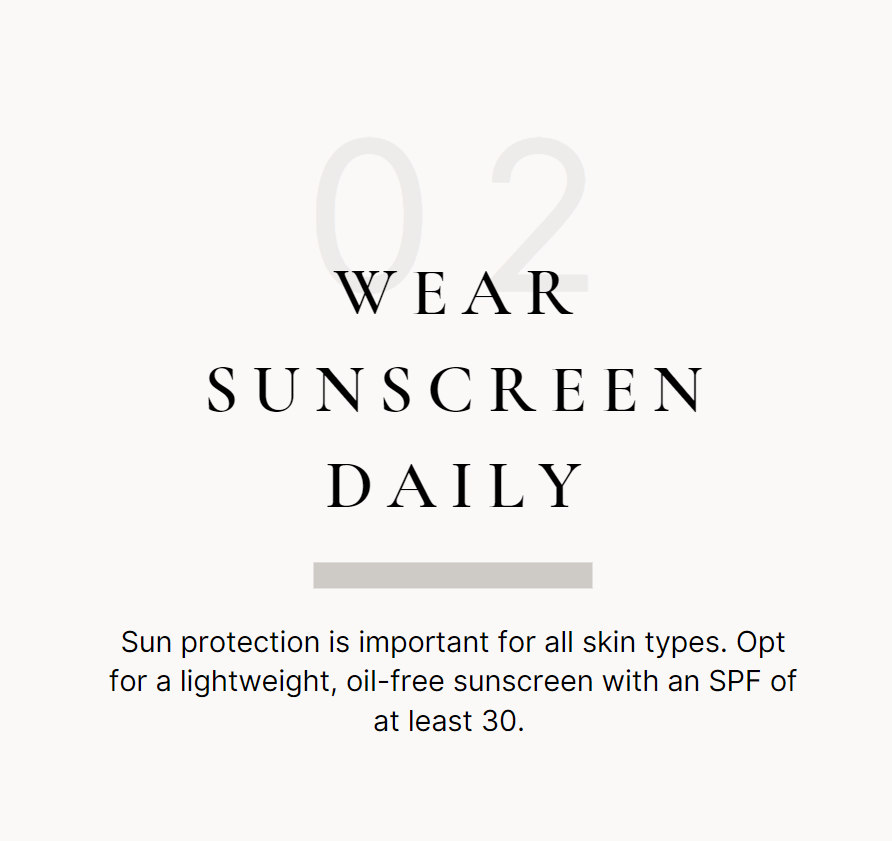 02
WEAR
SUNSCREEN
DAILY
Sun protection is important for all skin types. Opt
for a lightweight, oil-free sunscreen with an SPF of
at least 30.